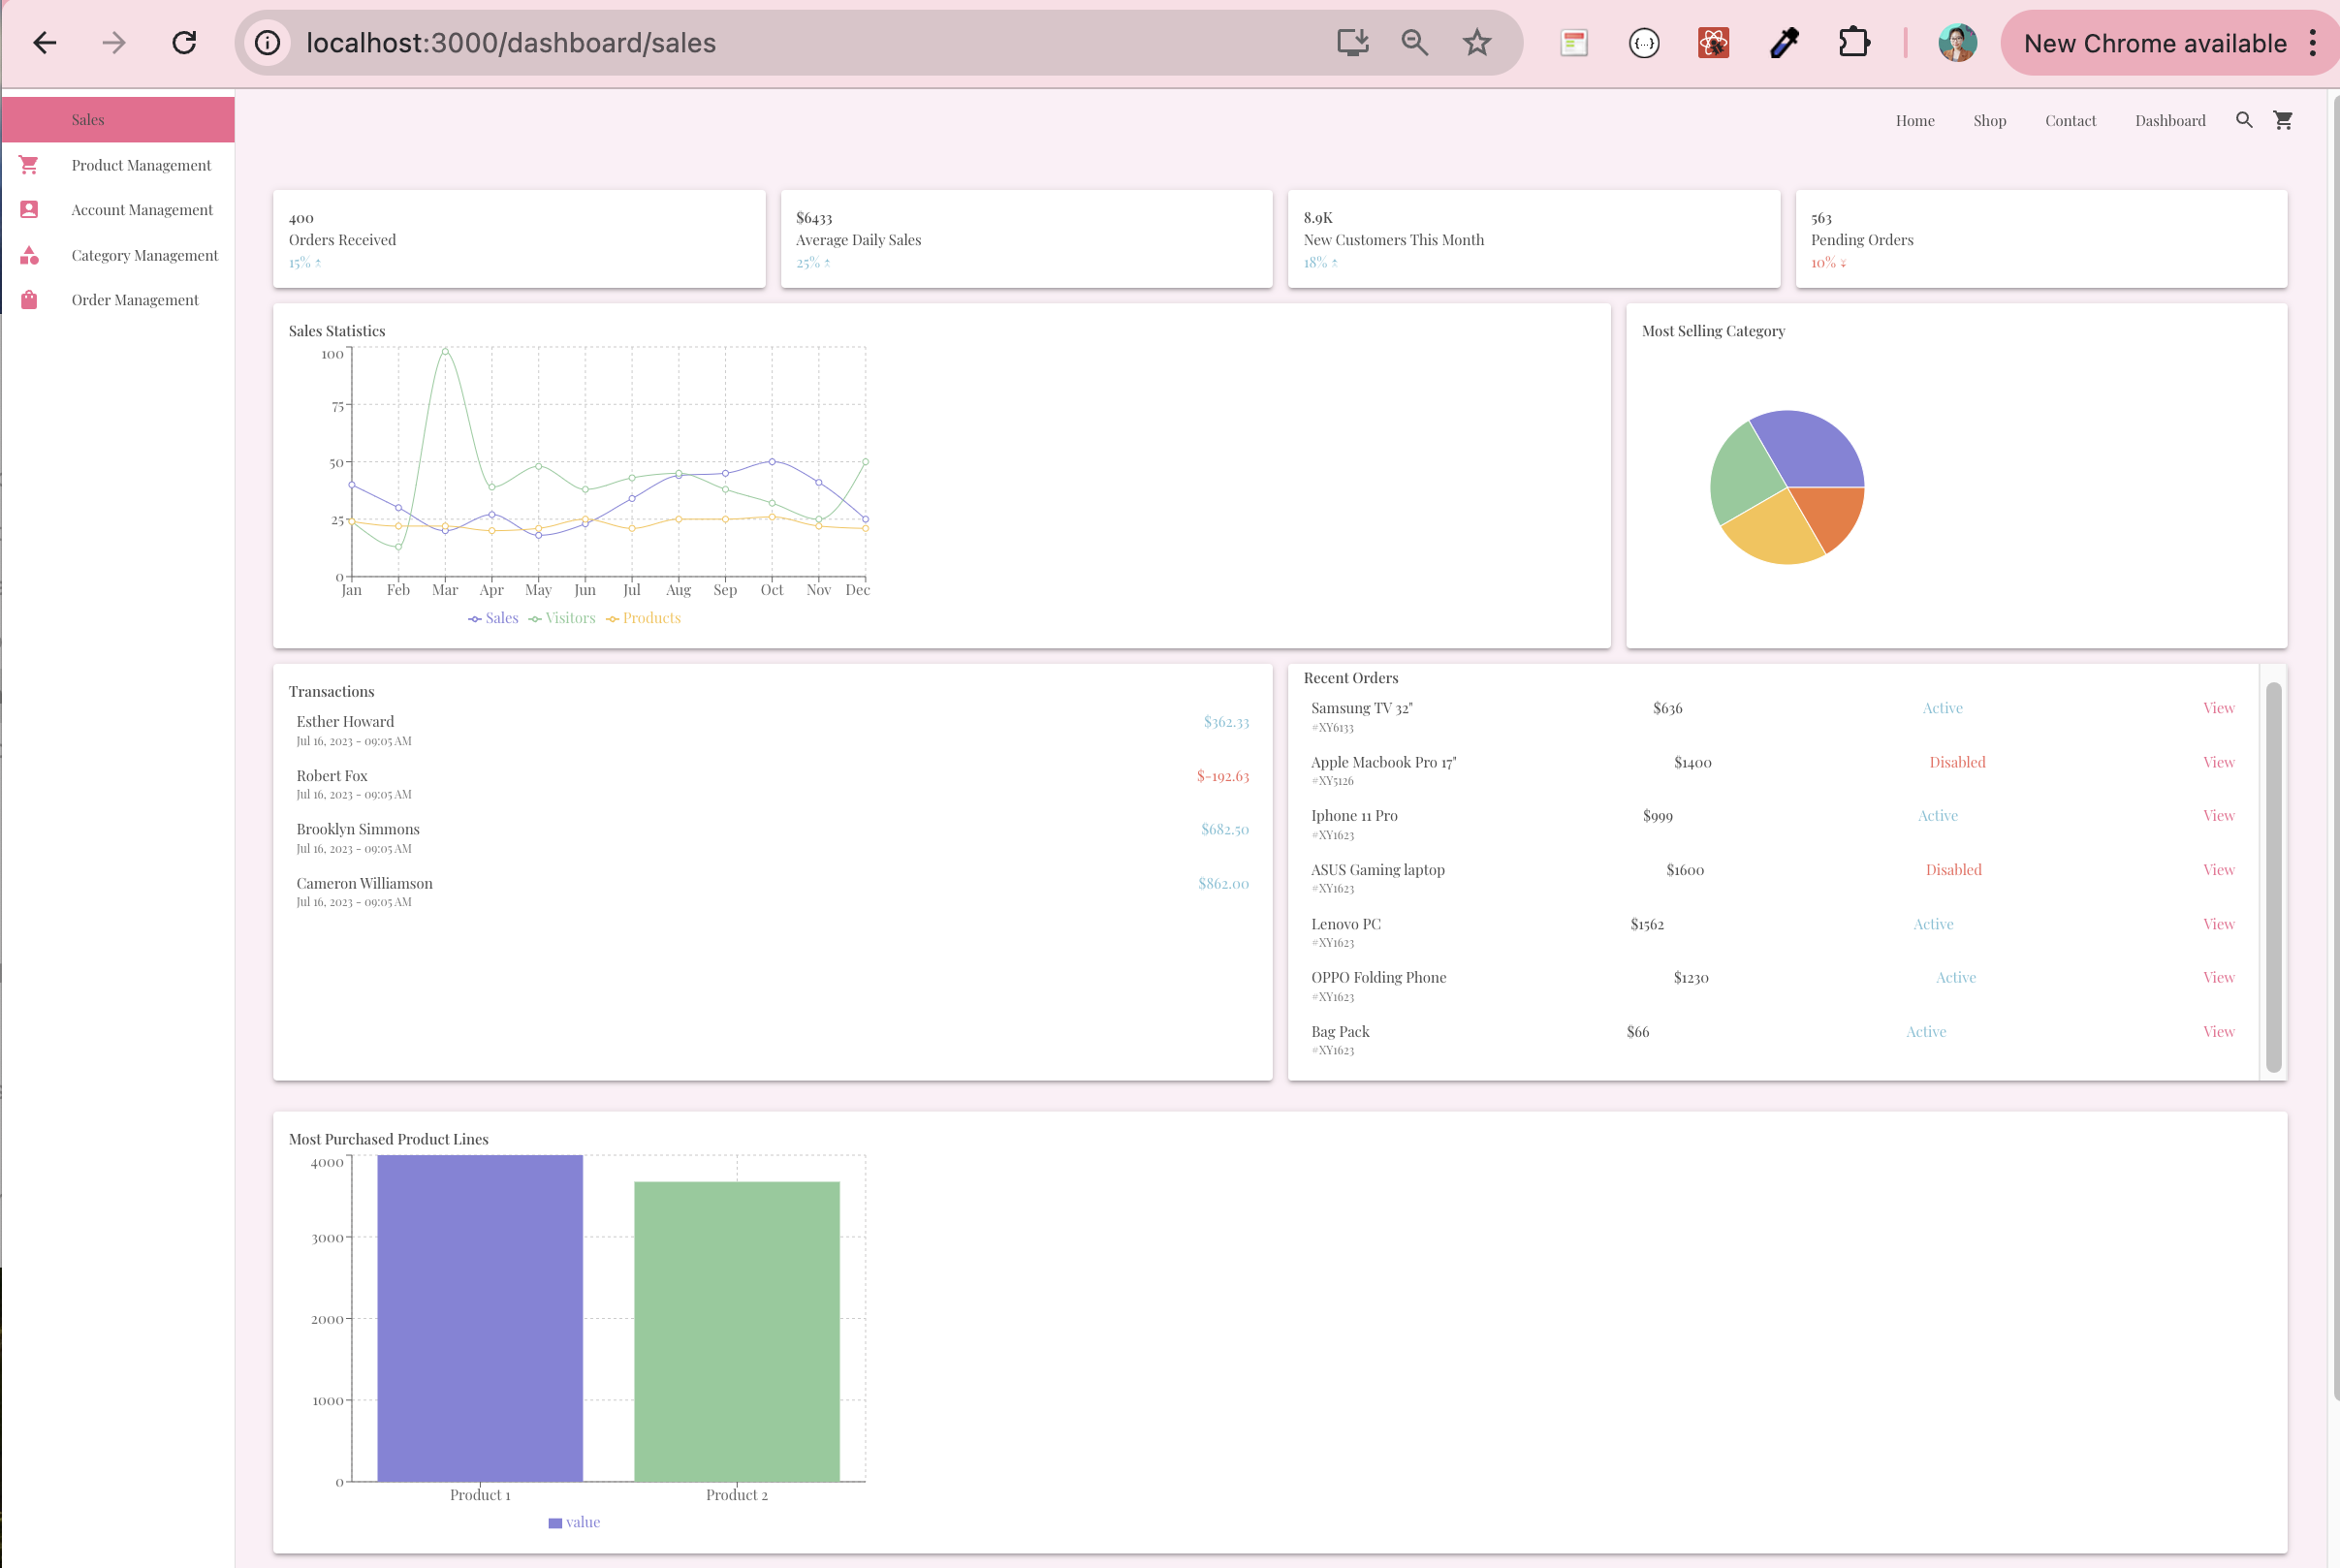 localhost:3000/dashboard/sales
New Chrome available
Sales
Product Management
Account Management
Category Management
Order Management
Home Shop Contact Dashboard
400
Orders Received
15%
$6433
Average Daily Sales
25%
8.9K
New Customers This Month
18%
563
Pending Orders
10%
Sales Statistics
100
75
50
25
0
Jan Feb Mar Apr May Jun Jul Aug Sep Oct Nov Dec
Sales Visitors Products
Most Selling Category
Transactions
Esther Howard $362.33
Jul 16, 2023 - 09:05 AM
Robert Fox $-192.63
Jul 16, 2023 - 09:05 AM
Brooklyn Simmons $682.50
Jul 16, 2023 - 09:05 AM
Cameron Williamson $862.00
Jul 16, 2023 - 09:05 AM
Recent Orders
Samsung TV 32" $636 Active View
#XY6133
Apple Macbook Pro 17" $1400 Disabled View
#XY5126
Iphone 11 Pro $999 Active View
#XY1623
ASUS Gaming laptop $1600 Disabled View
#XY1623
Lenovo PC $1562 Active View
#XY1623
OPPO Folding Phone $1230 Active View
#XY1623
Bag Pack $66 Active View
#XY1623
Most Purchased Product Lines
4000
3000
2000
1000
0
Product 1 Product 2
value